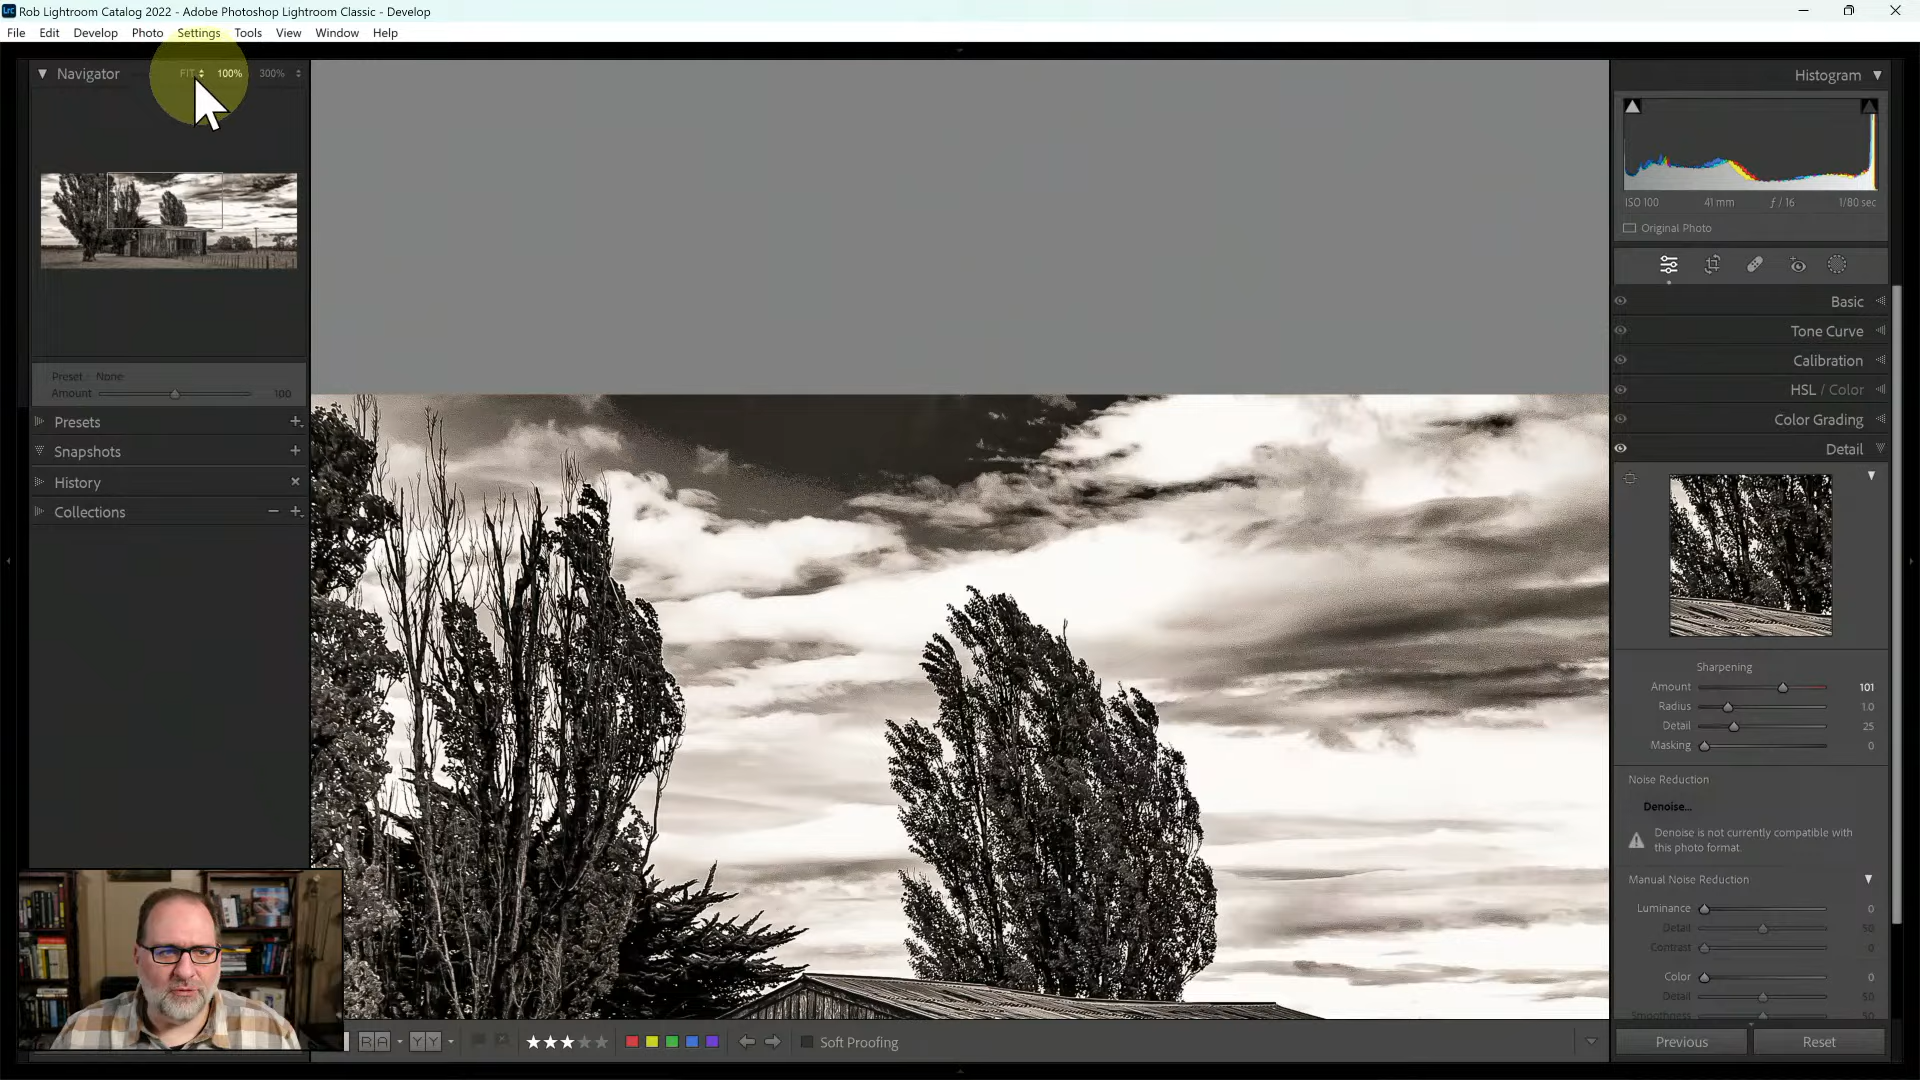 Lrc Rob Lightroom Catalog 2022 - Adobe Photoshop Lightroom Classic - Develop
File Edit Develop Photo Settings Tools View Window Help
Navigator FIT 100% 300%
Histogram
ISO 100 41 mm ƒ / 16 1/80 sec
Original Photo
Basic
Tone Curve
Calibration
HSL / Color
Color Grading
Detail
Preset None
Amount 100
Presets
Snapshots
History
Collections
Sharpening
Amount 101
Radius 1.0
Detail 25
Masking 0
Noise Reduction
Denoise...
Denoise is not currently compatible with
this photo format.
Manual Noise Reduction
Luminance 0
Detail 50
Contrast 0
Color 0
Detail 50
Smoothness 50
R A Y Y Soft Proofing
Previous Reset